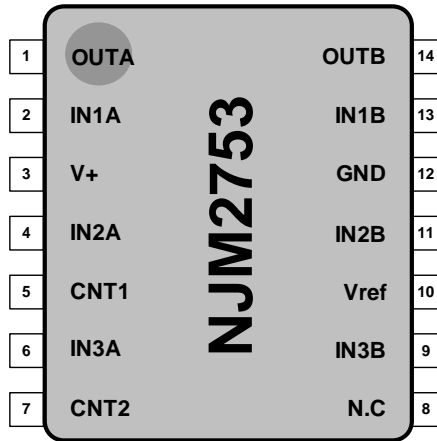 1 OUTA OUTB 14
2 IN1A IN1B 13
3 V+ GND 12
4 IN2A IN2B 11
5 CNT1 Vref 10
6 IN3A IN3B 9
7 CNT2 N.C 8
NJM2753